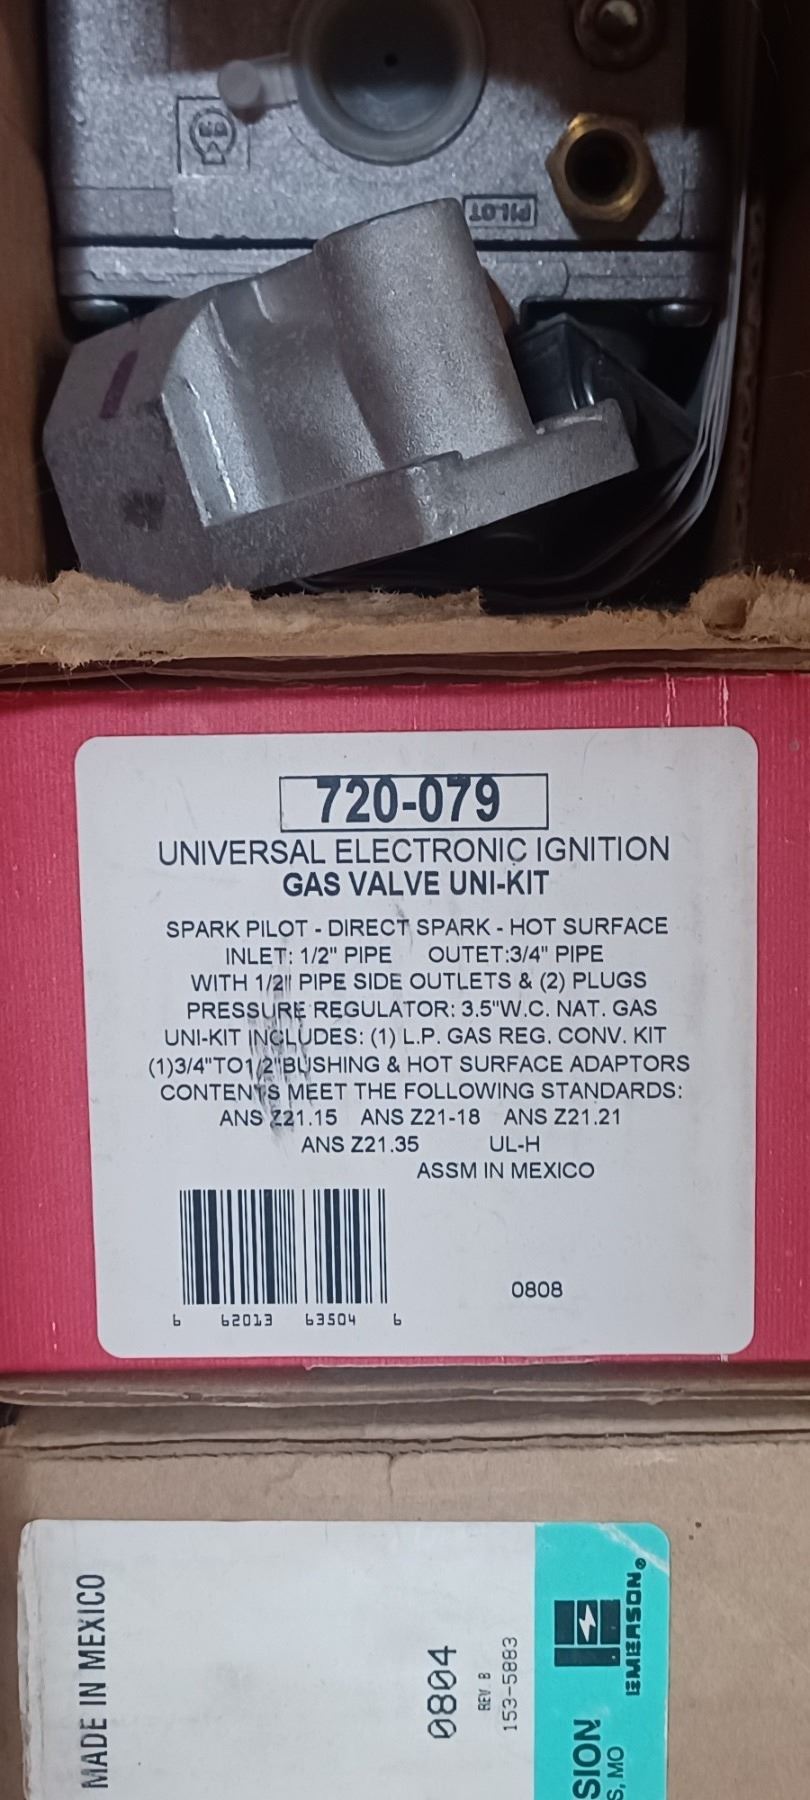 PILOT
720-079
UNIVERSAL ELECTRONIC IGNITION
GAS VALVE UNI-KIT
SPARK PILOT - DIRECT SPARK - HOT SURFACE
INLET: 1/2" PIPE OUTET:3/4" PIPE
WITH 1/2" PIPE SIDE OUTLETS & (2) PLUGS
PRESSURE REGULATOR: 3.5"W.C. NAT. GAS
UNI-KIT INCLUDES: (1) L.P. GAS REG. CONV. KIT
(1)3/4"TO1/2"BUSHING & HOT SURFACE ADAPTORS
CONTENTS MEET THE FOLLOWING STANDARDS:
ANS Z21.15 ANS Z21-18 ANS Z21.21
ANS Z21.35 UL-H
ASSM IN MEXICO
0808
6 62013 63504 6
MADE IN MEXICO
0804
REV B
153-5883
EMERSON®
SION
S, MO